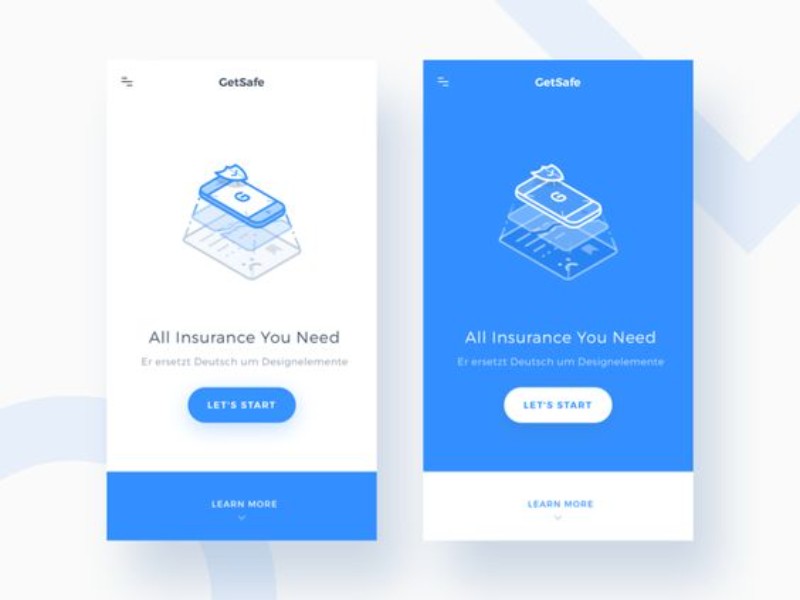 GetSafe
All Insurance You Need
Er ersetzt Deutsch um Designelemente
LET'S START
LEARN MORE
GetSafe
All Insurance You Need
Er ersetzt Deutsch um Designelemente
LET'S START
LEARN MORE